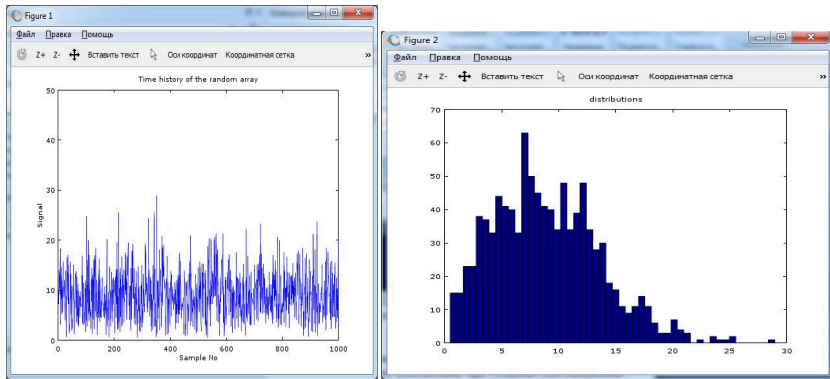 Figure 1
Файл Правка Помощь
Z+ Z- Вставить текст Оси координат Координатная сетка »
Time history of the random array
50
40
30
20
10
0
Signal
0 200 400 600 800 1000
Sample No
Figure 2
Файл Правка Помощь
Z+ Z- Вставить текст Оси координат Координатная сетка »
distributions
70
60
50
40
30
20
10
0
0 5 10 15 20 25 30